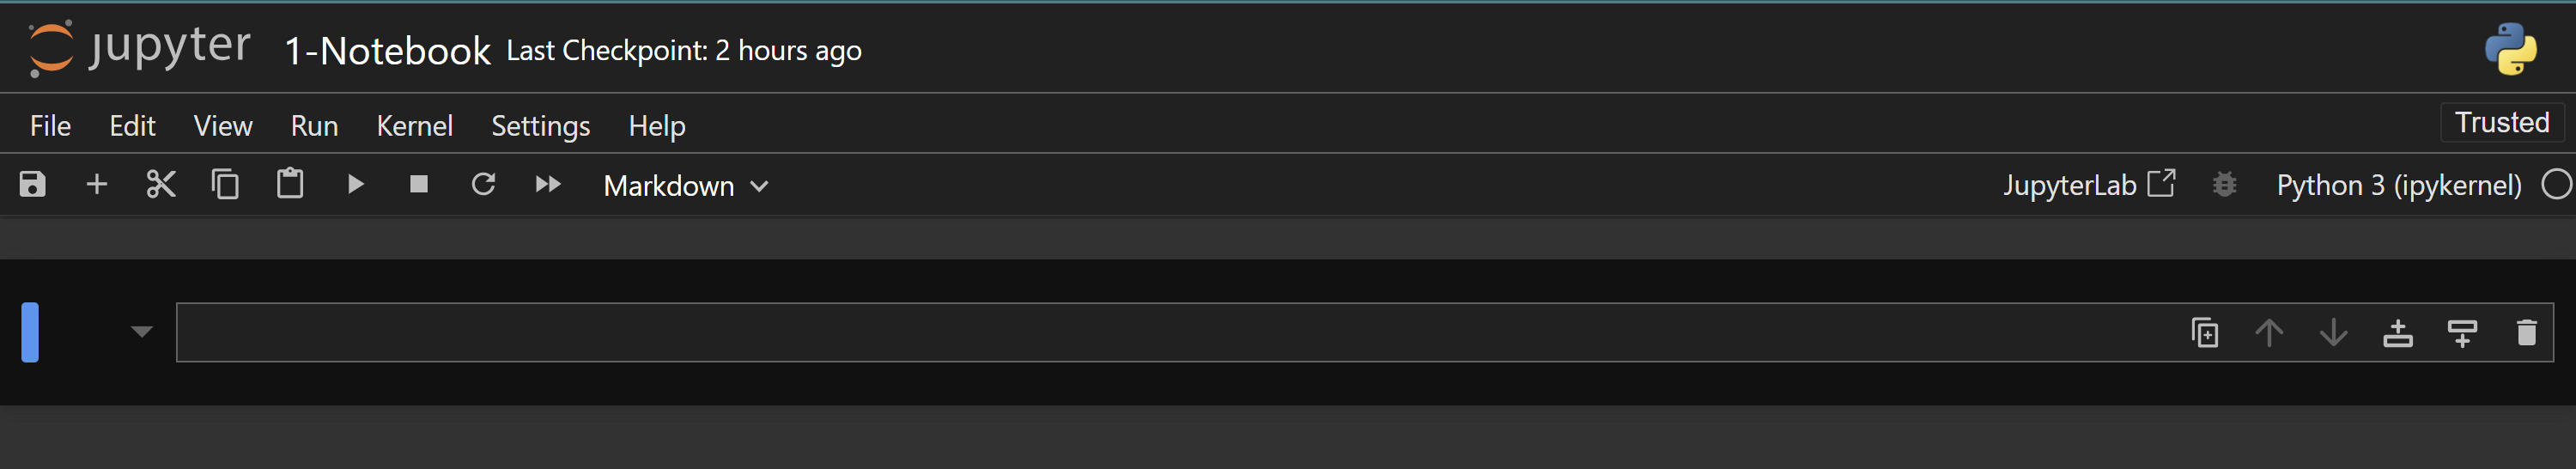 jupyter 1-Notebook Last Checkpoint: 2 hours ago
File Edit View Run Kernel Settings Help Trusted
Markdown JupyterLab Python 3 (ipykernel)